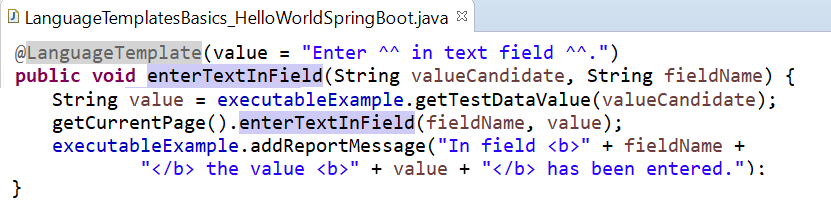 LanguageTemplatesBasics_HelloWorldSpringBoot.java
@LanguageTemplate(value = "Enter ^^ in text field ^^.")
public void enterTextInField(String valueCandidate, String fieldName) {
String value = executableExample.getTestDataValue(valueCandidate);
getCurrentPage().enterTextInField(fieldName, value);
executableExample.addReportMessage("In field <b>" + fieldName +
"</b> the value <b>" + value + "</b> has been entered.");
}